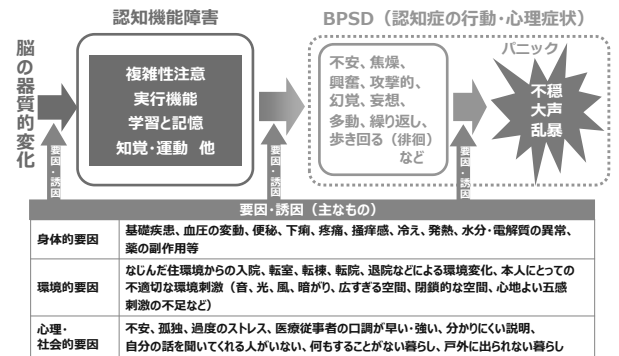 認知機能障害
BPSD（認知症の行動・心理症状）
脳の器質的変化
複雑性注意
実行機能
学習と記憶
知覚・運動 他
不安、焦燥、
興奮、攻撃的、
幻覚、妄想、
多動、繰り返し、
歩き回る（徘徊）
など
パニック
不穏
大声
乱暴
要因・誘因
要因・誘因
要因・誘因
要因・誘因（主なもの）
身体的要因
基礎疾患、血圧の変動、便秘、下痢、疼痛、掻痒感、冷え、発熱、水分・電解質の異常、
薬の副作用等
環境的要因
なじんだ住環境からの入院、転室、転棟、転院、退院などによる環境変化、本人にとっての
不適切な環境刺激（音、光、風、暗がり、広すぎる空間、閉鎖的な空間、心地よい五感
刺激の不足など）
心理・
社会的要因
不安、孤独、過度のストレス、医療従事者の口調が早い・強い、分かりにくい説明、
自分の話を聞いてくれる人がいない、何もすることがない暮らし、戸外に出られない暮らし